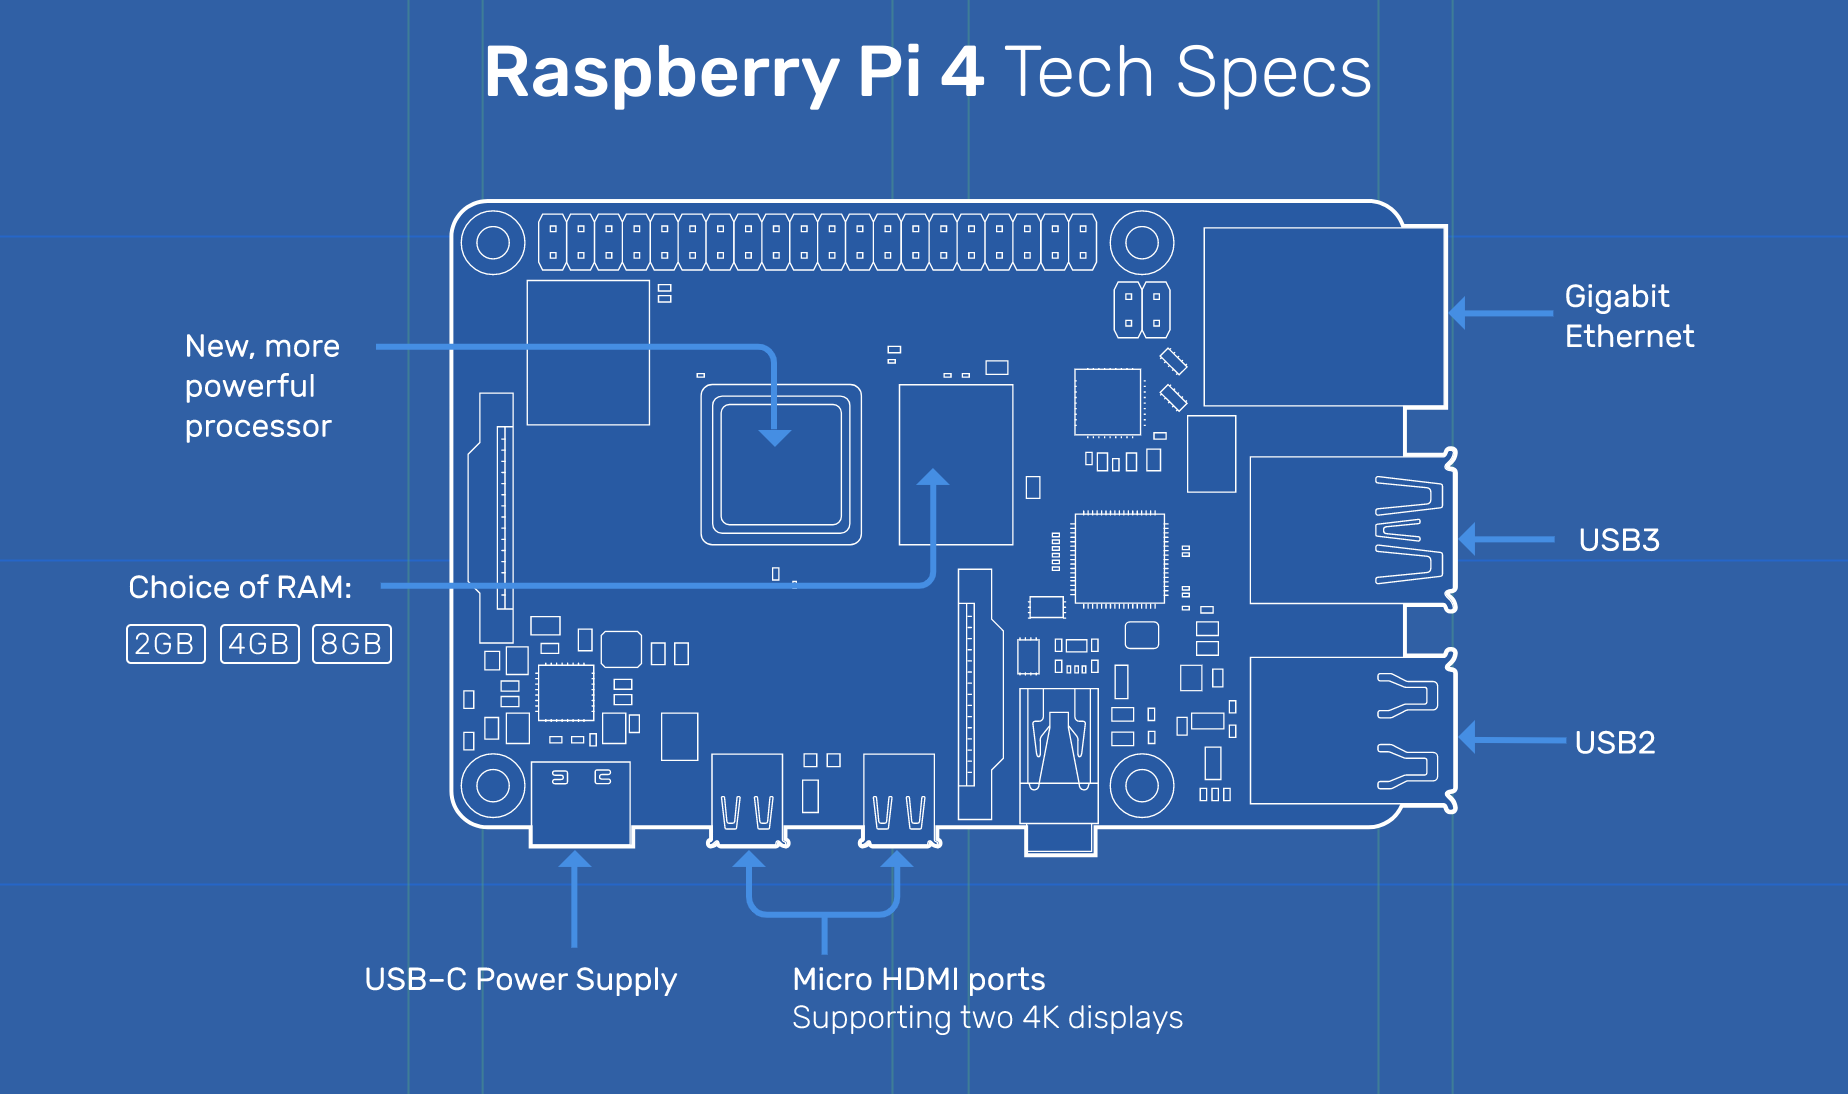 Raspberry Pi 4 Tech Specs
New, more
powerful
processor
Gigabit
Ethernet
USB3
Choice of RAM:
2GB 4GB 8GB
USB2
USB-C Power Supply
Micro HDMI ports
Supporting two 4K displays